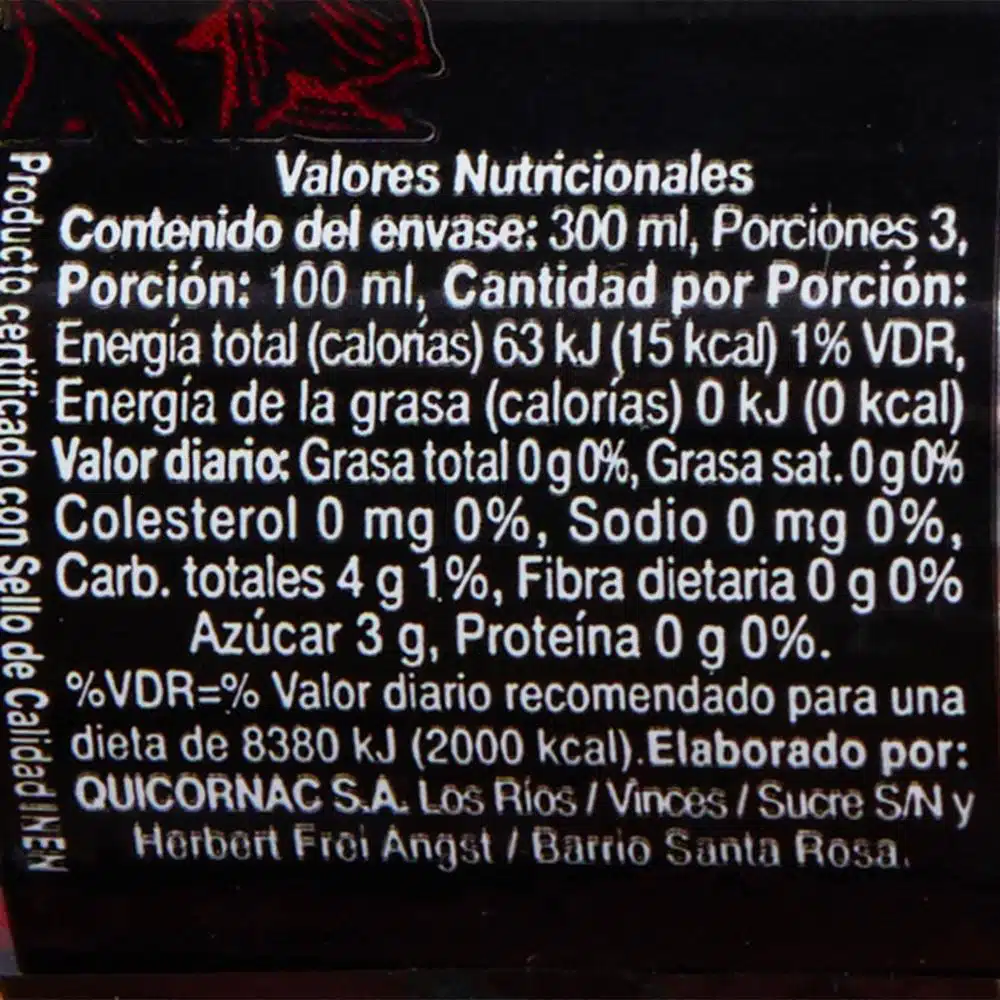 Valores Nutricionales
Contenido del envase: 300 ml, Porciones 3,
Porción: 100 ml, Cantidad por Porción:
Energía total (calorías) 63 kJ (15 kcal) 1% VDR,
Energía de la grasa (calorías) 0 kJ (0 kcal)
Valor diario: Grasa total 0 g 0%, Grasa sat. 0 g 0%
Colesterol 0 mg 0%, Sodio 0 mg 0%,
Carb. totales 4 g 1%, Fibra dietaria 0 g 0%
Azúcar 3 g, Proteína 0 g 0%.
%VDR=% Valor diario recomendado para una
dieta de 8380 kJ (2000 kcal). Elaborado por:
QUICORNAC S.A. Los Ríos / Vinces / Sucre S/N y
Herbert Frei Angst / Barrio Santa Rosa.
Producto certificado con Sello de Calidad INEN